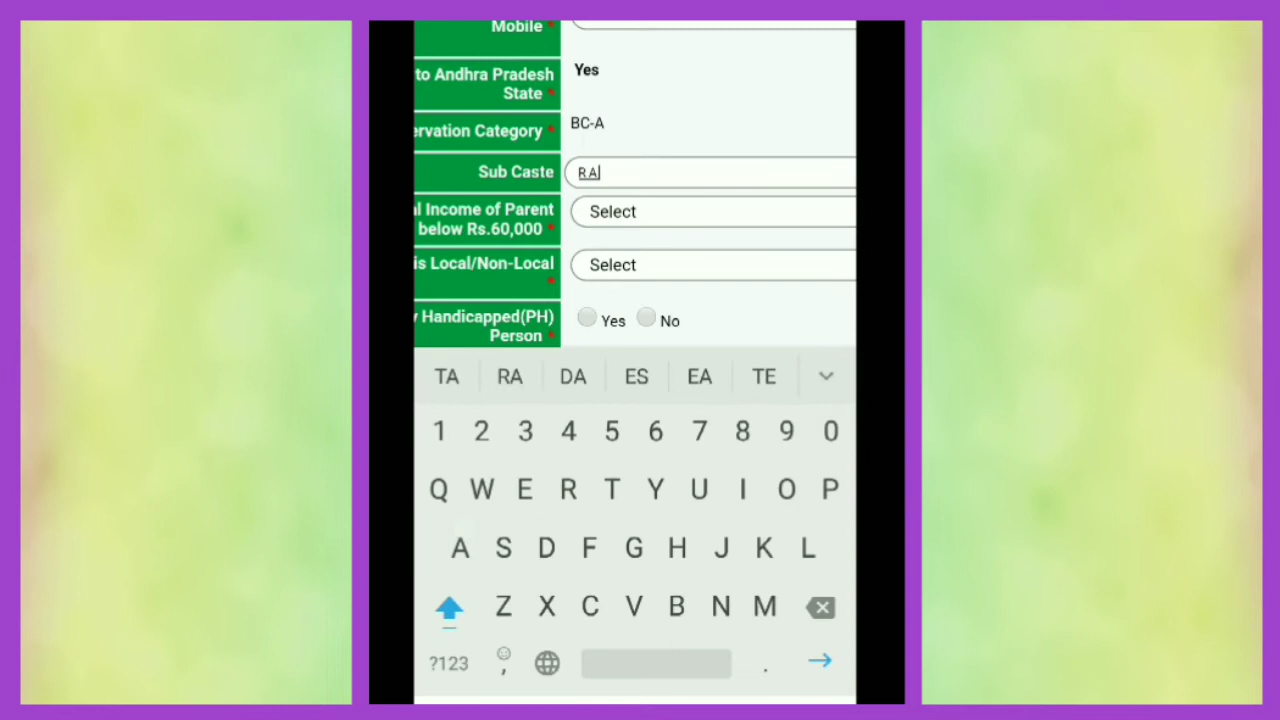 Mobile *
to Andhra Pradesh
State *
Yes
ervation Category *
BC-A
Sub Caste
RA
l Income of Parent
below Rs.60,000 *
Select
is Local/Non-Local
*
Select
y Handicapped(PH)
Person *
Yes No
TA RA DA ES EA TE
1 2 3 4 5 6 7 8 9 0
Q W E R T Y U I O P
A S D F G H J K L
Z X C V B N M
?123 , .